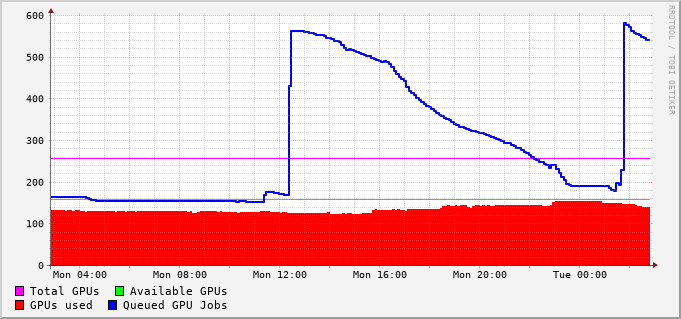 600
500
400
300
200
100
0
Mon 04:00 Mon 08:00 Mon 12:00 Mon 16:00 Mon 20:00 Tue 00:00
Total GPUs Available GPUs
GPUs used Queued GPU Jobs
RRDTOOL / TOBI OETIKER